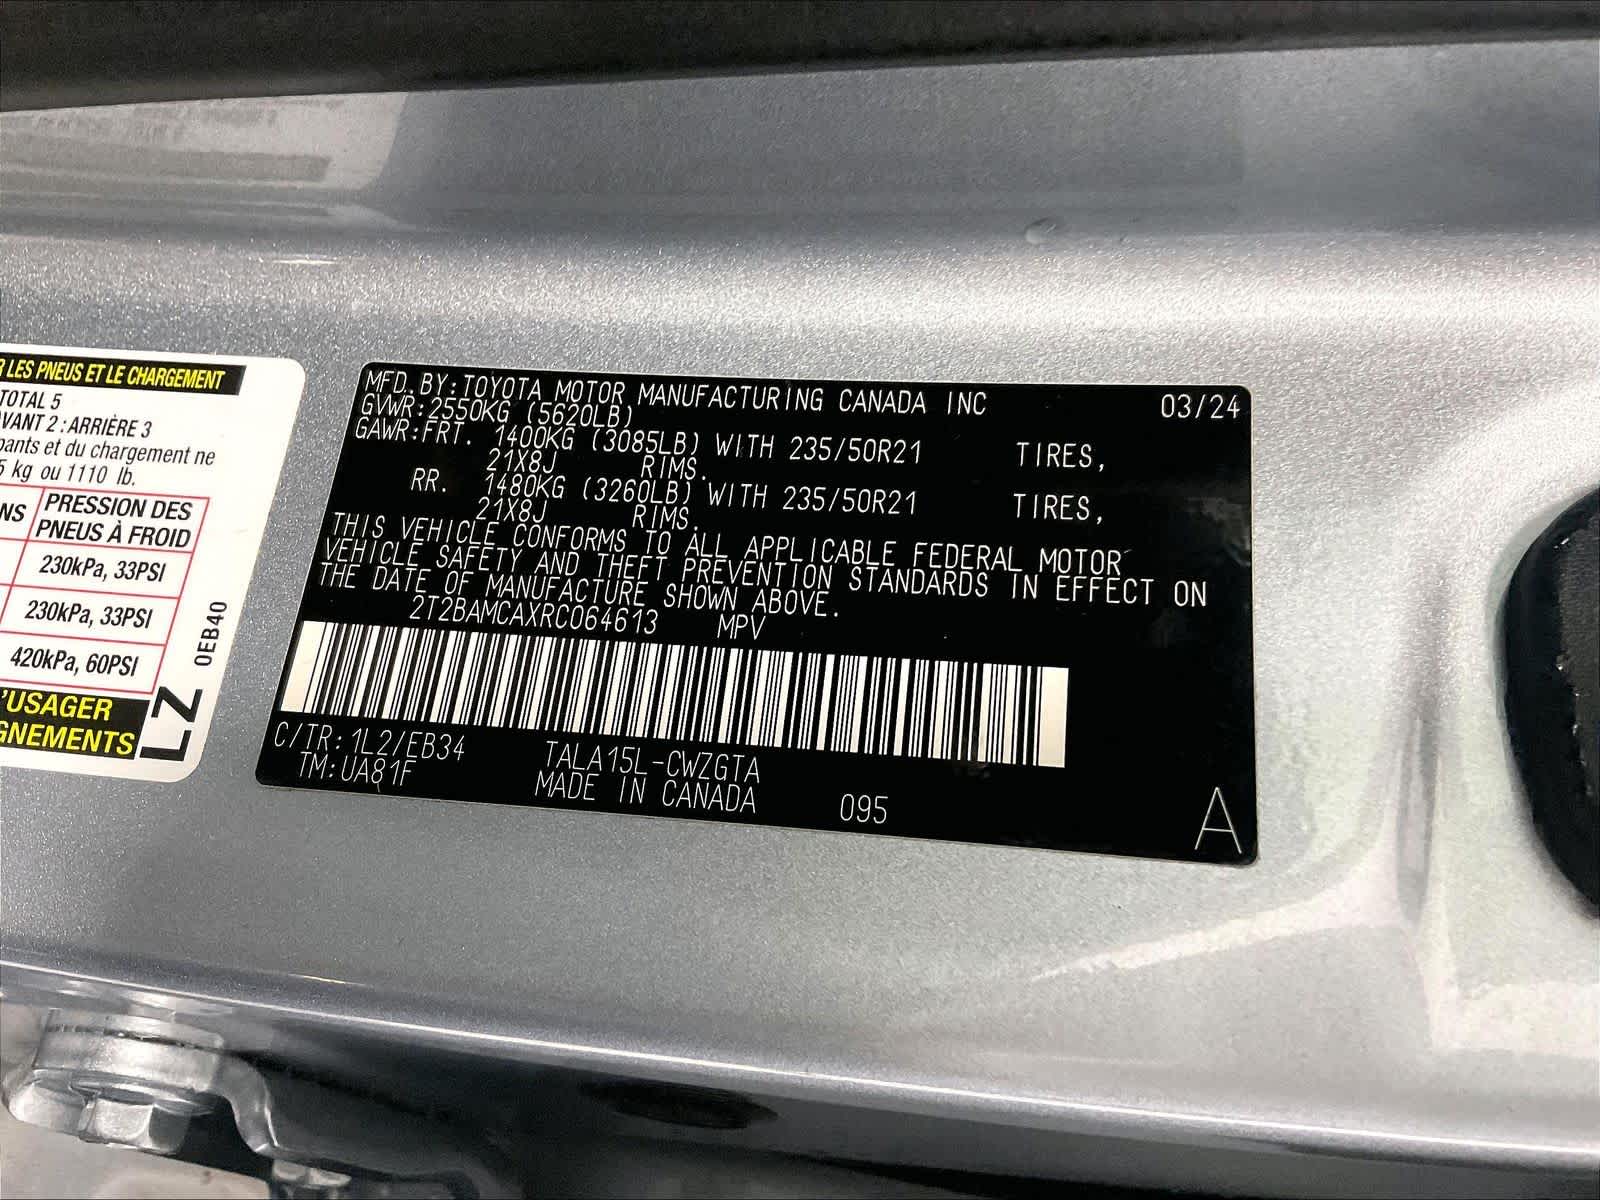 R LES PNEUS ET LE CHARGEMENT
TOTAL 5
AVANT 2 : ARRIÈRE 3
pants et du chargement ne
5 kg ou 1110 lb.
NS PRESSION DES
PNEUS À FROID
230kPa, 33PSI
230kPa, 33PSI
420kPa, 60PSI
'USAGER
GNEMENTS
LZ
0EB40
MFD. BY: TOYOTA MOTOR MANUFACTURING CANADA INC 03/24
GVWR: 2550KG (5620LB)
GAWR: FRT. 1400KG (3085LB) WITH 235/50R21 TIRES,
21X8J RIMS.
RR. 1480KG (3260LB) WITH 235/50R21 TIRES,
21X8J RIMS.
THIS VEHICLE CONFORMS TO ALL APPLICABLE FEDERAL MOTOR
VEHICLE SAFETY AND THEFT PREVENTION STANDARDS IN EFFECT ON
THE DATE OF MANUFACTURE SHOWN ABOVE.
2T2BAMCAXRC064613 MPV
C/TR: 1L2/EB34 TALA15L-CWZGTA
TM: UA81F MADE IN CANADA 095
A